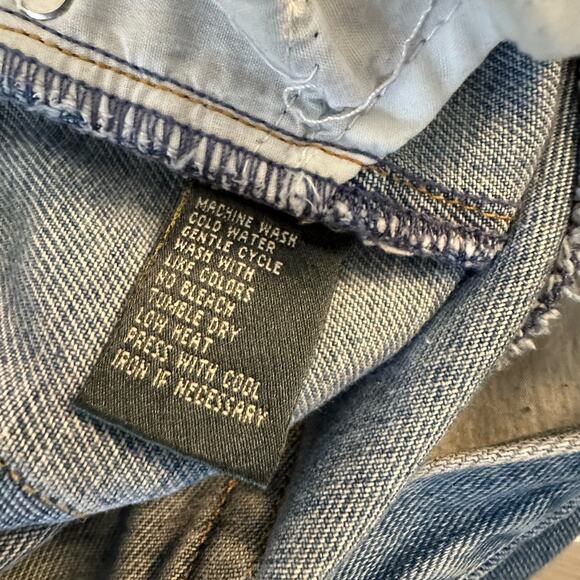 MACHINE WASH
COLD WATER
GENTLE CYCLE
WASH WITH
LIKE COLORS
NO BLEACH
TUMBLE DRY
LOW HEAT
PRESS WITH COOL
IRON IF NECESSARY